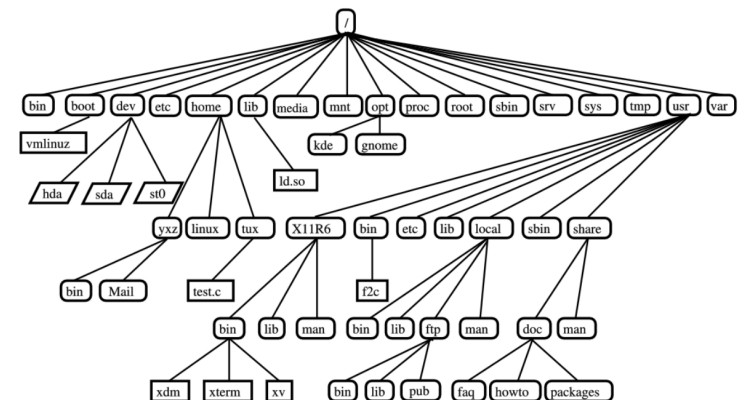 /
bin boot dev etc home lib media mnt opt proc root sbin srv sys tmp usr var
vmlinuz kde gnome
hda sda st0 ld.so
yxz linux tux X11R6 bin etc lib local sbin share
bin Mail test.c f2c
bin lib man bin lib ftp man doc man
xdm xterm xv bin lib pub faq howto packages